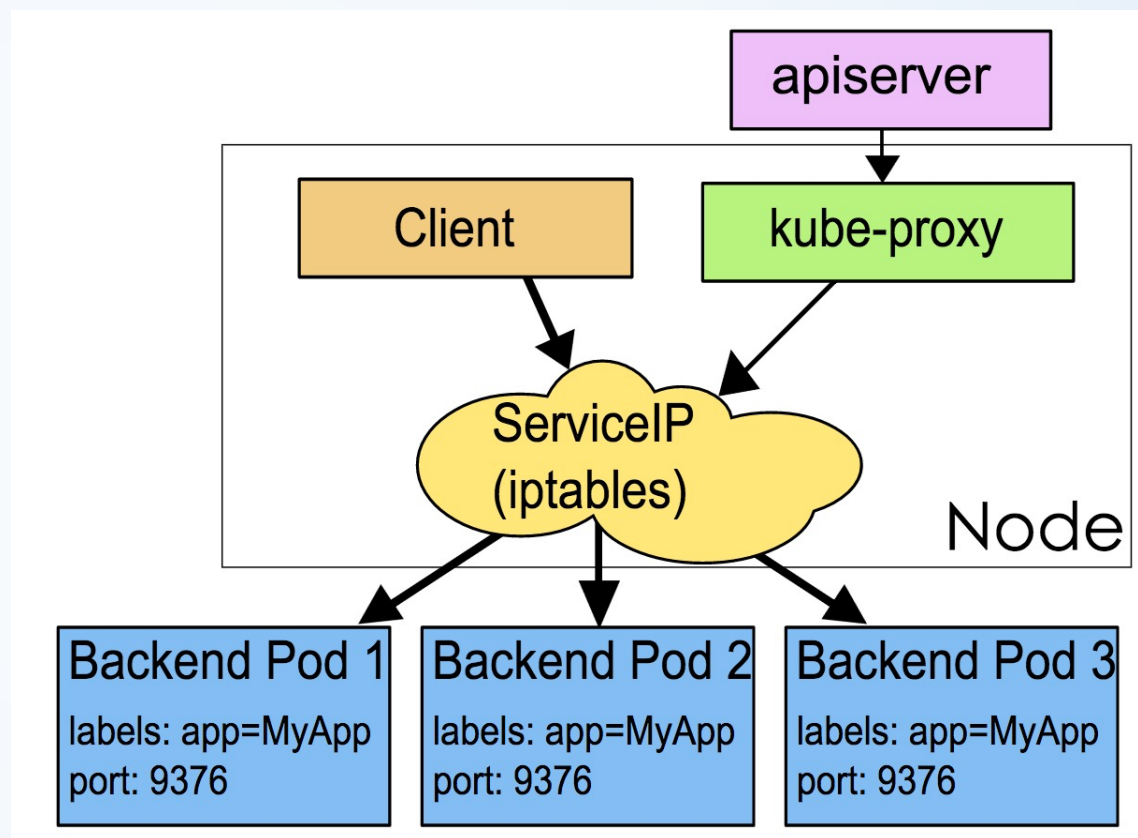 apiserver
Client
kube-proxy
ServiceIP
(iptables)
Node
Backend Pod 1
labels: app=MyApp
port: 9376
Backend Pod 2
labels: app=MyApp
port: 9376
Backend Pod 3
labels: app=MyApp
port: 9376